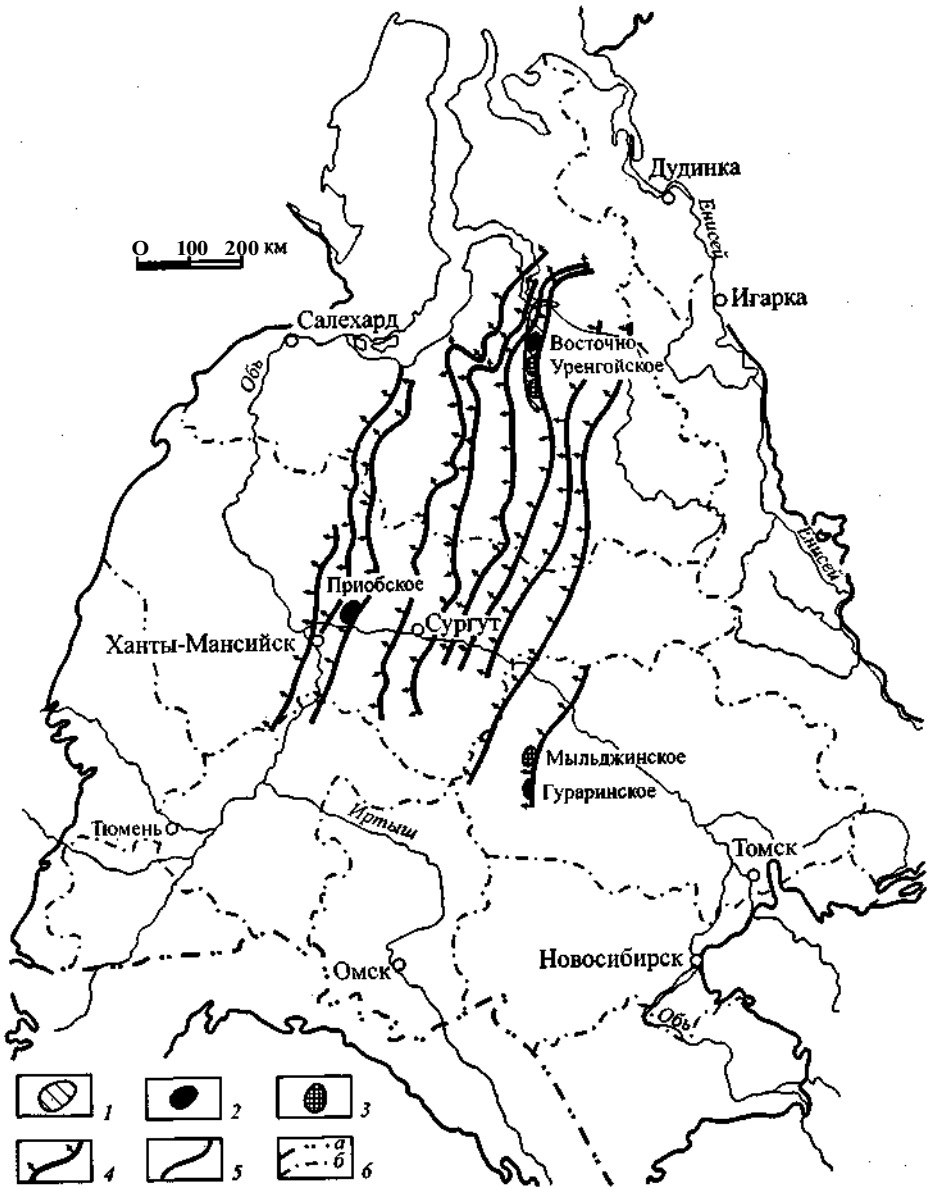 Дудинка
Енисей
О 100 200 км
Игарка
Салехард
Восточно-
Уренгойское
Обь
Енисей
Приобское
Сургут
Ханты-Мансийск
Мыльджинское
Гураринское
Тюмень
Иртыш
Томск
Новосибирск
Омск
Обь
1 2 3
4 5 а б 6